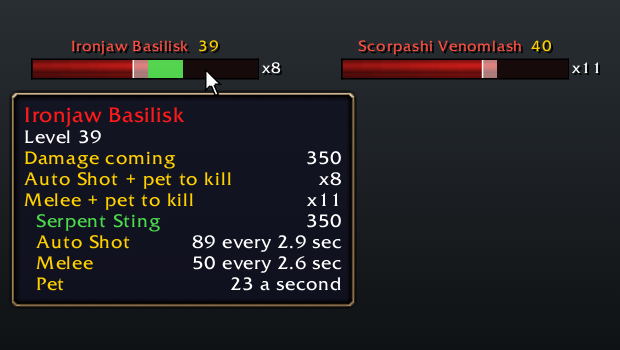 Ironjaw Basilisk 39
x8
Scorpashi Venomlash 40
x11
Ironjaw Basilisk
Level 39
Damage coming 350
Auto Shot + pet to kill x8
Melee + pet to kill x11
Serpent Sting 350
Auto Shot 89 every 2.9 sec
Melee 50 every 2.6 sec
Pet 23 a second